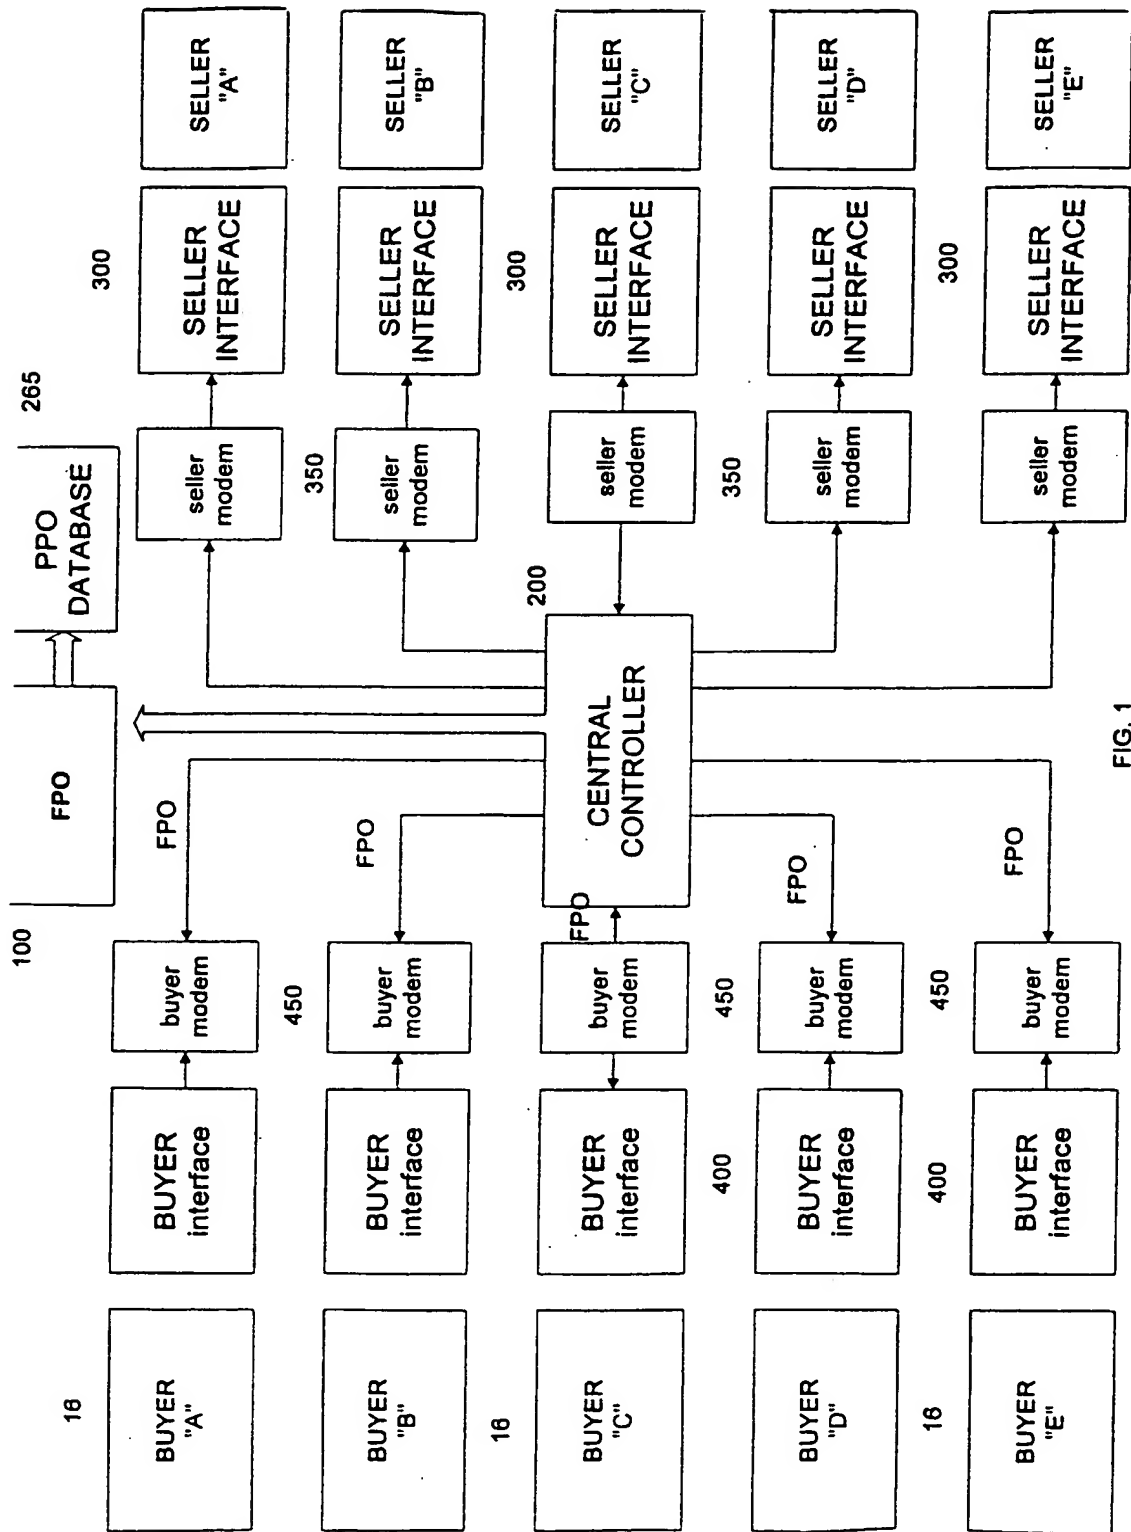 100
FPO
PPO
DATABASE
265
16
BUYER
"A"
BUYER
interface
buyer
modem
FPO
seller
modem
300
SELLER
INTERFACE
SELLER
"A"
450
350
BUYER
"B"
BUYER
interface
buyer
modem
FPO
seller
modem
SELLER
INTERFACE
SELLER
"B"
16
200
300
BUYER
"C"
BUYER
interface
buyer
modem
FPO
CENTRAL
CONTROLLER
seller
modem
SELLER
INTERFACE
SELLER
"C"
400
450
350
BUYER
"D"
BUYER
interface
buyer
modem
FPO
seller
modem
SELLER
INTERFACE
SELLER
"D"
16
400
450
300
BUYER
"E"
BUYER
interface
buyer
modem
FPO
seller
modem
SELLER
INTERFACE
SELLER
"E"
FIG. 1